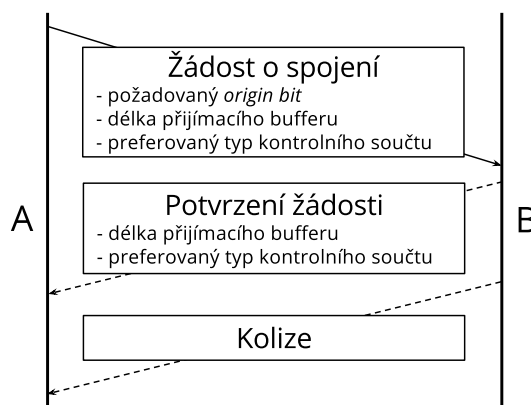 Žádost o spojení
- požadovaný origin bit
- délka přijímacího bufferu
- preferovaný typ kontrolního součtu
Potvrzení žádosti
A
B
- délka přijímacího bufferu
- preferovaný typ kontrolního součtu
Kolize